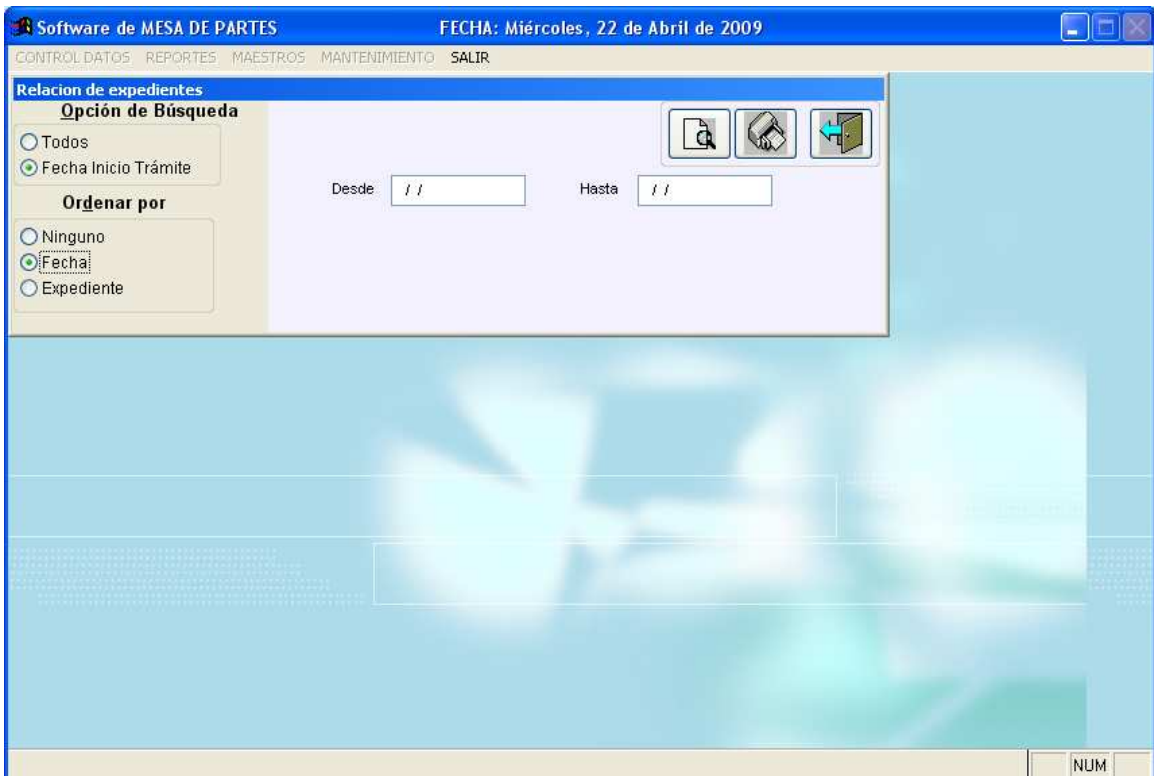 Software de MESA DE PARTES FECHA: Miércoles, 22 de Abril de 2009
CONTROL DATOS REPORTES MAESTROS MANTENIMIENTO SALIR
Relacion de expedientes
Opción de Búsqueda
Todos
Fecha Inicio Trámite
Desde / / Hasta / /
Ordenar por
Ninguno
Fecha
Expediente
NUM